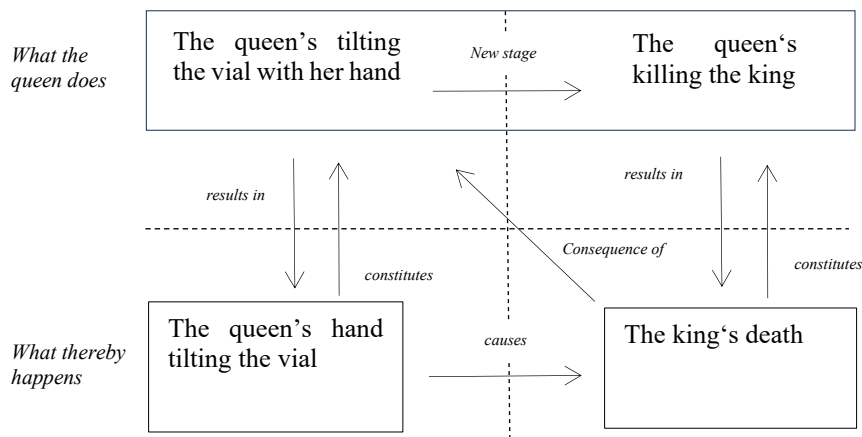 What the
queen does
The queen’s tilting
the vial with her hand
New stage
The queen‘s
killing the king
results in
constitutes
Consequence of
results in
constitutes
What thereby
happens
The queen’s hand
tilting the vial
causes
The king‘s death